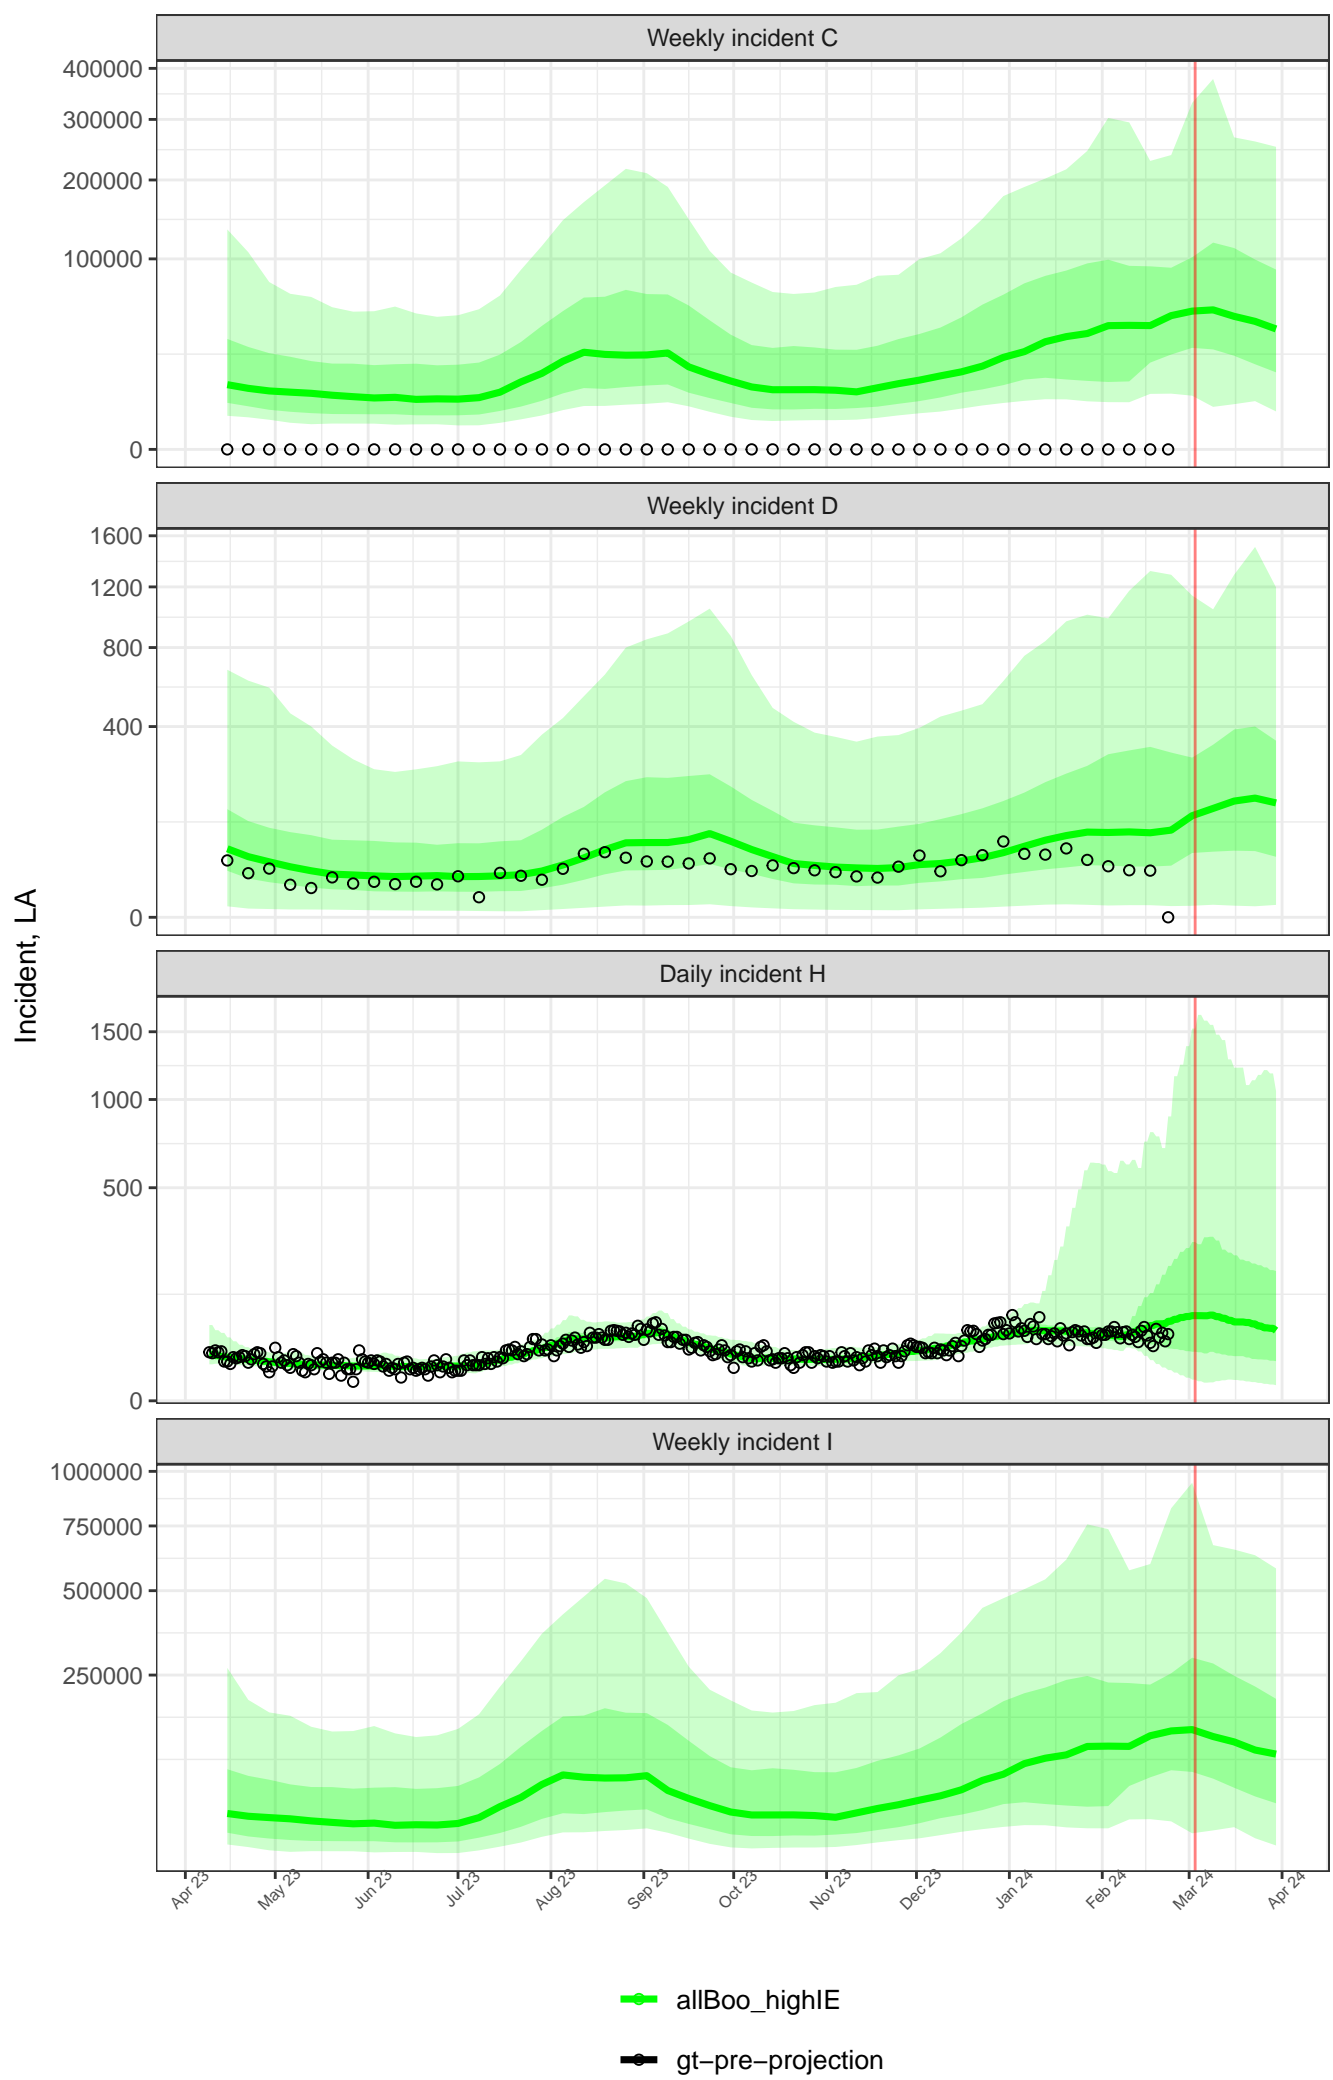 Weekly incident C
400000
300000
200000
100000
0
Weekly incident D
1600
1200
800
400
0
Incident, LA
Daily incident H
1500
1000
500
0
Weekly incident I
1000000
750000
500000
250000
Apr 23
May 23
Jun 23
Jul 23
Aug 23
Sep 23
Oct 23
Nov 23
Dec 23
Jan 24
Feb 24
Mar 24
Apr 24
allBoo_highIE
gt−pre−projection